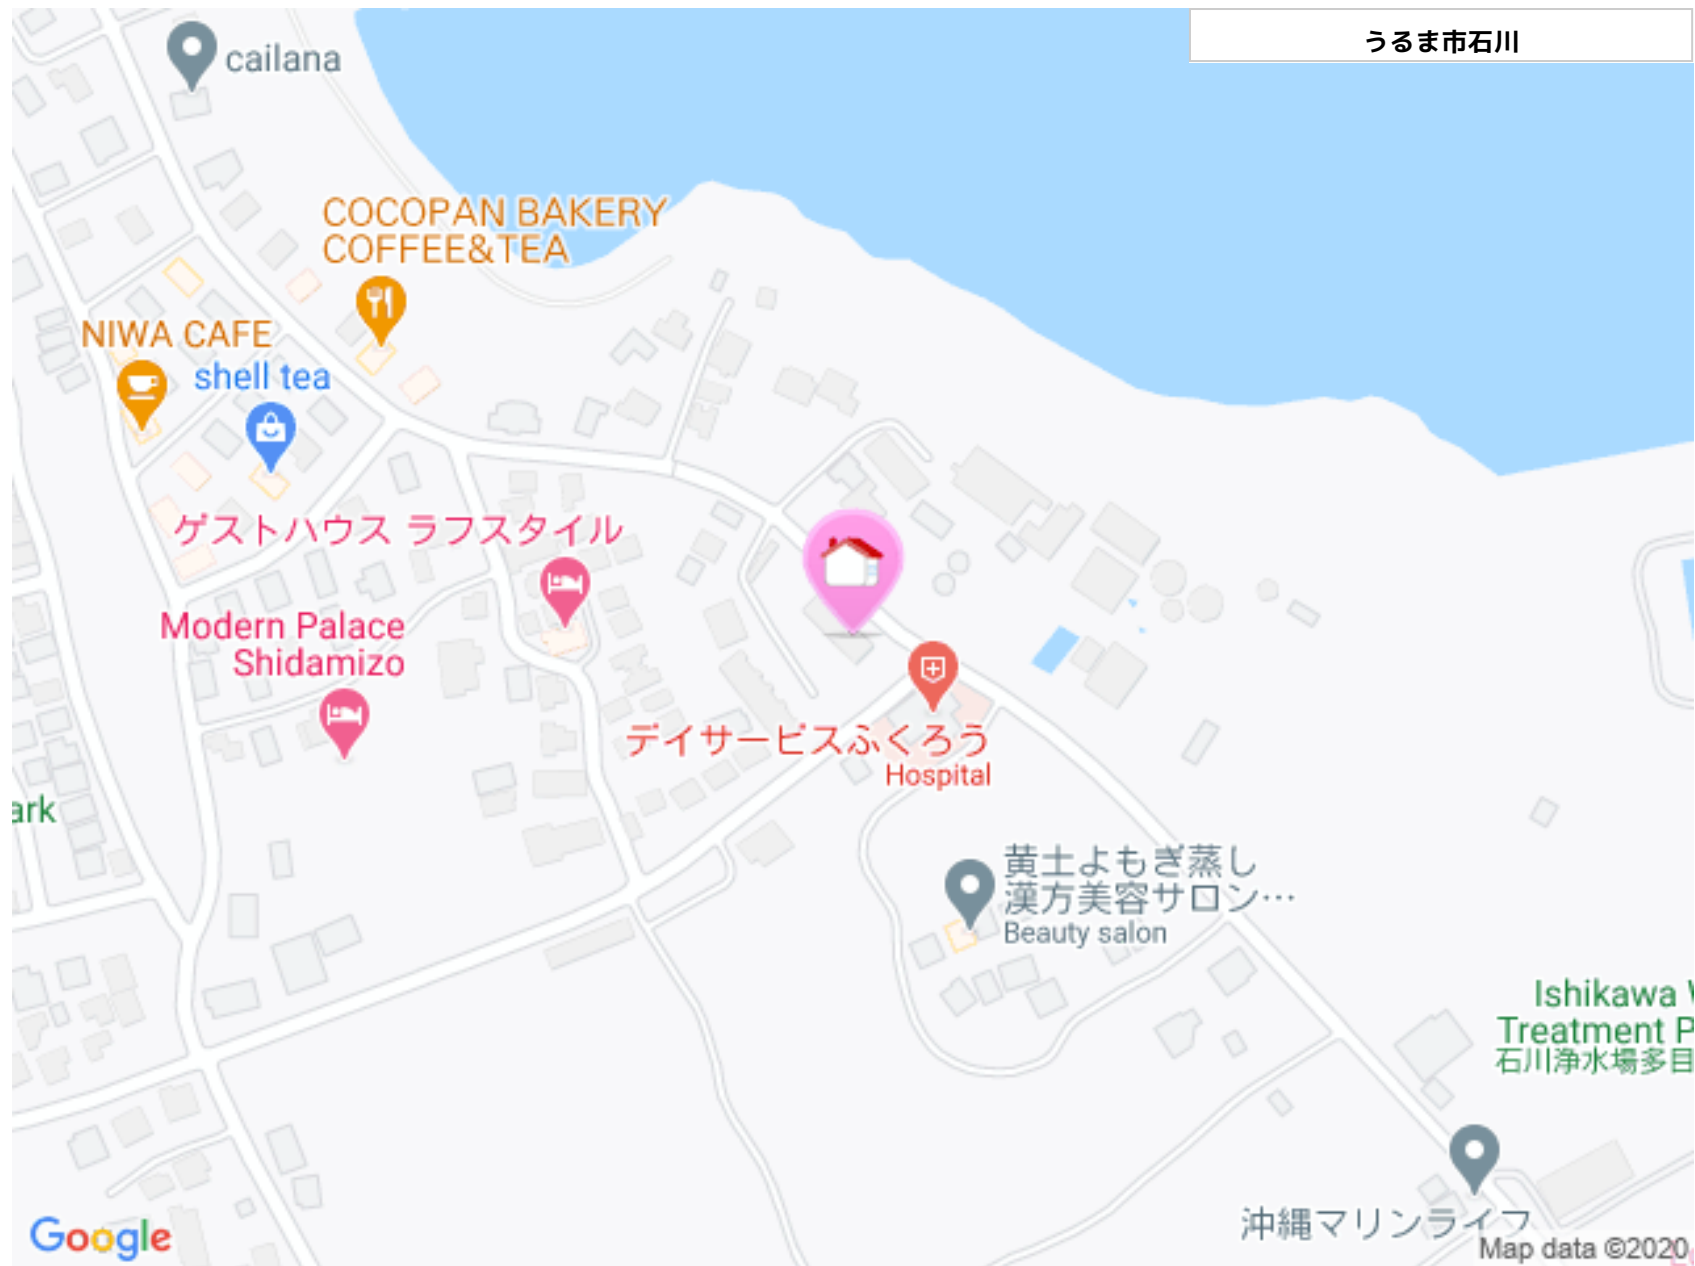 うるま市石川
cailana
COCOPAN BAKERY
COFFEE&TEA
NIWA CAFE
shell tea
ゲストハウス ラフスタイル
Modern Palace
Shidamizo
デイサービスふくろう
Hospital
ark
黄土よもぎ蒸し
漢方美容サロン…
Beauty salon
Ishikawa
Treatment P
石川浄水場多目
沖縄マリンライフ
Google
Map data ©2020